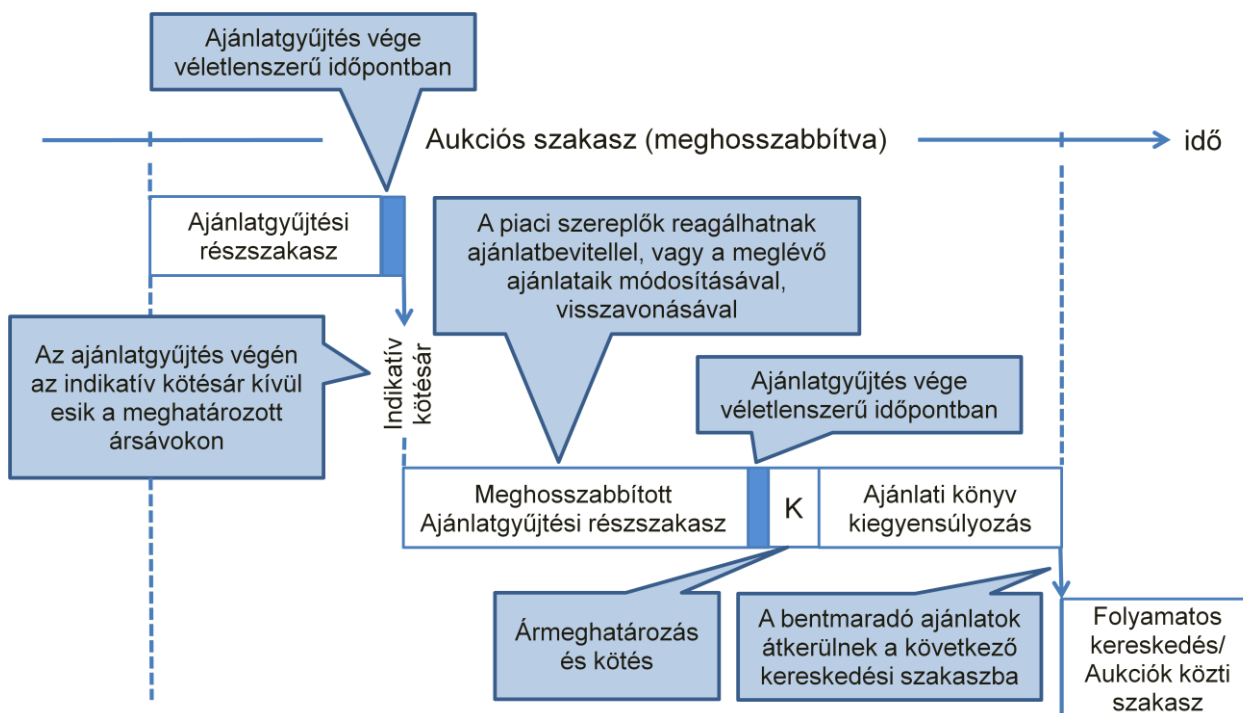 Ajánlatgyűjtés vége
véletlenszerű időpontban
Aukciós szakasz (meghosszabbítva)
idő
Ajánlatgyűjtési
részszakasz
A piaci szereplők reagálhatnak
ajánlatbevitellel, vagy a meglévő
ajánlataik módosításával,
visszavonásával
Az ajánlatgyűjtés végén
az indikatív kötésár kívül
esik a meghatározott
ársávokon
Indikatív
kötésár
Ajánlatgyűjtés vége
véletlenszerű időpontban
Meghosszabbított
Ajánlatgyűjtési részszakasz
K
Ajánlati könyv
kiegyensúlyozás
Ármeghatározás
és kötés
A bentmaradó ajánlatok
átkerülnek a következő
kereskedési szakaszba
Folyamatos
kereskedés/
Aukciók közti
szakasz